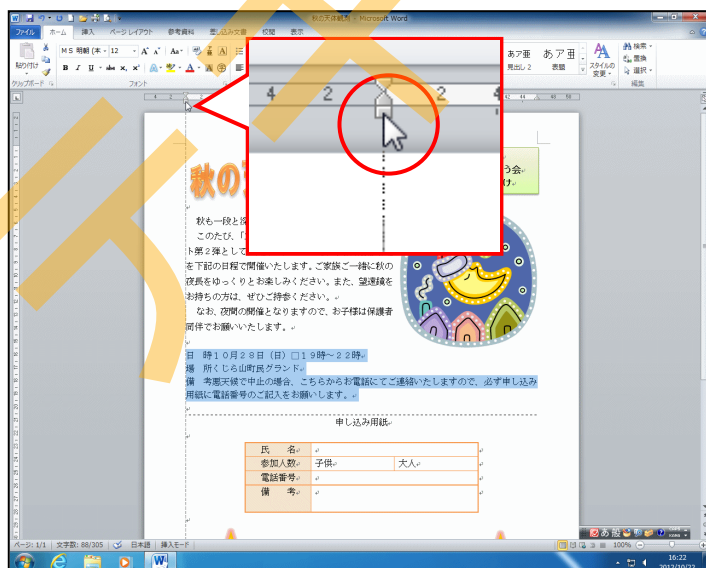 秋の天体観測 - Microsoft Word
ファイル ホーム 挿入 ページ レイアウト 参考資料 差し込み文書 校閲 表示
貼り付け
クリップボード
ＭＳ 明朝 (本 12
フォント
あア亜 あア亜
見出し 2 表題
スタイルの
変更
検索
置換
選択
編集
4 2 2 4
秋の
う会
け
秋も一段と深
このたび、「
ト第２弾として
を下記の日程で開催いたします。ご家族ご一緒に秋の
夜長をゆっくりとお楽しみください。また、望遠鏡を
お持ちの方は、ぜひご持参ください。
なお、夜間の開催となりますので、お子様は保護者
同伴でお願いいたします。
日　時１０月２８日（日）□１９時～２２時
場　所くじら山町民グランド
備　考悪天候で中止の場合、こちらからお電話にてご連絡いたしますので、必ず申し込み
用紙に電話番号のご記入をお願いします。
申し込み用紙
氏　名
参加人数 子供 大人
電話番号
備　考
ページ: 1/1 文字数: 88/305 日本語 挿入モード 100%
あ 般
16:22
2012/10/22